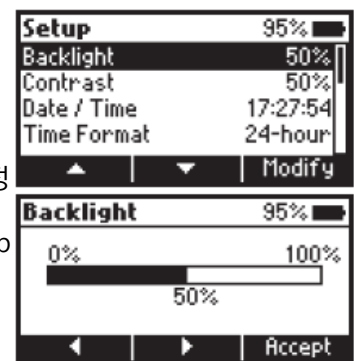 Setup 95%
Backlight 50%
Contrast 50%
Date / Time 17:27:54
Time Format 24-hour
Modify
Backlight 95%
0% 100%
50%
Accept